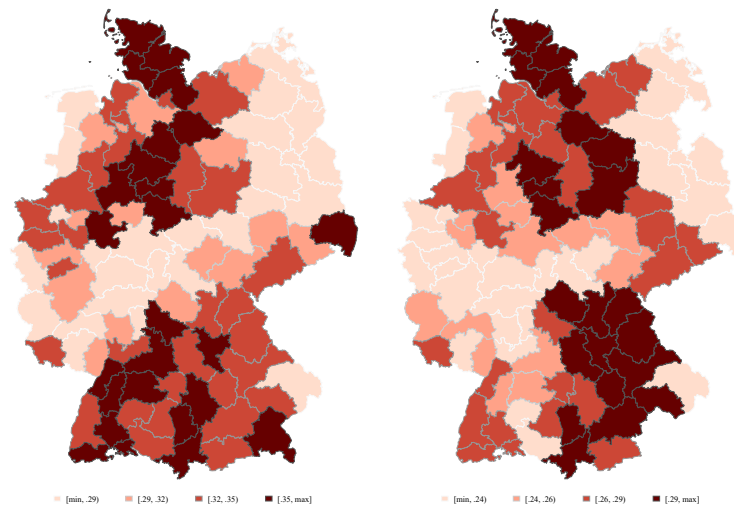 [min, .29) [.29, .32) [.32, .35) [.35, max]
[min, .24) [.24, .26) [.26, .29) [.29, max]